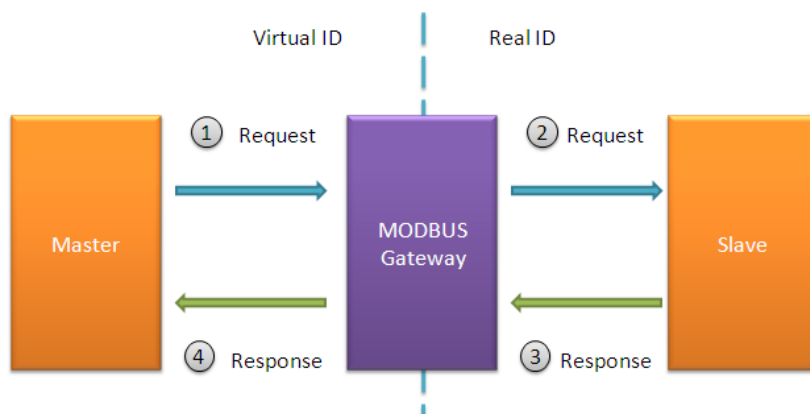 Virtual ID
Real ID
1 Request
2 Request
Master
MODBUS
Gateway
Slave
4 Response
3 Response